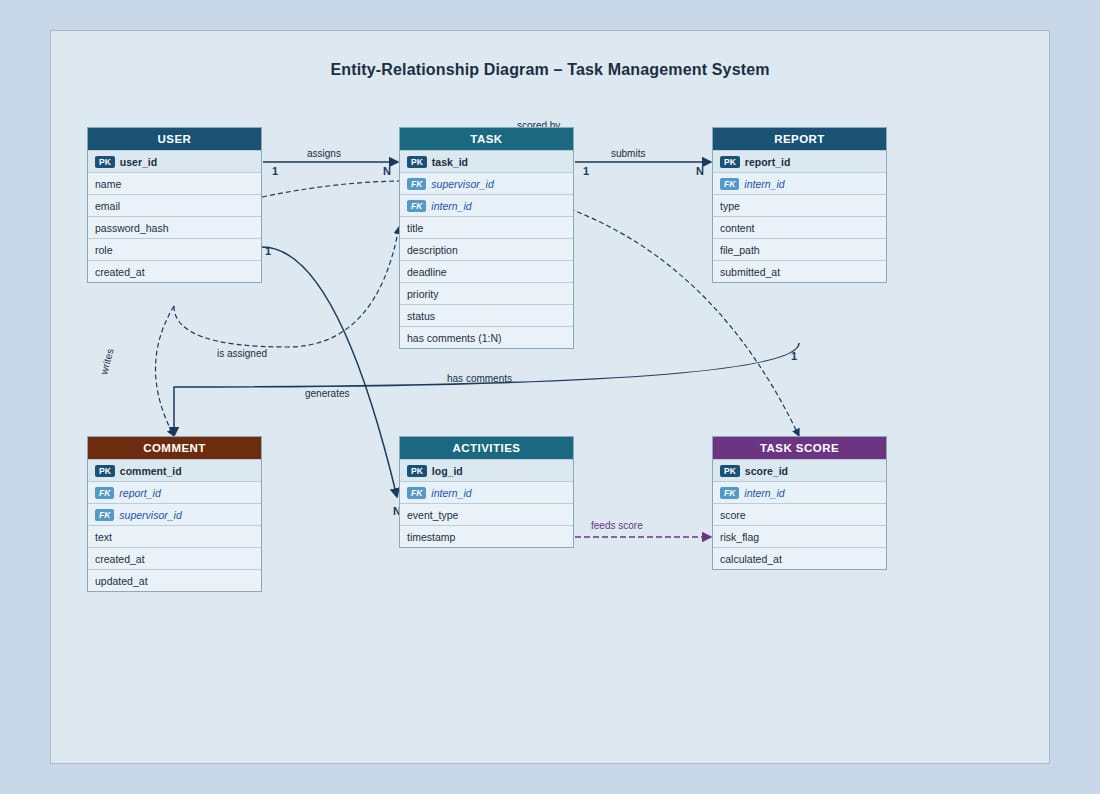 Entity-Relationship Diagram – Task Management System
scored by
USER
PK user_id
name
email
password_hash
role
created_at
assigns
1
N
TASK
PK task_id
FK supervisor_id
FK intern_id
title
description
deadline
priority
status
has comments (1:N)
submits
1
N
REPORT
PK report_id
FK intern_id
type
content
file_path
submitted_at
1
is assigned
writes
1
has comments
generates
COMMENT
PK comment_id
FK report_id
FK supervisor_id
text
created_at
updated_at
N
ACTIVITIES
PK log_id
FK intern_id
event_type
timestamp
feeds score
TASK SCORE
PK score_id
FK intern_id
score
risk_flag
calculated_at